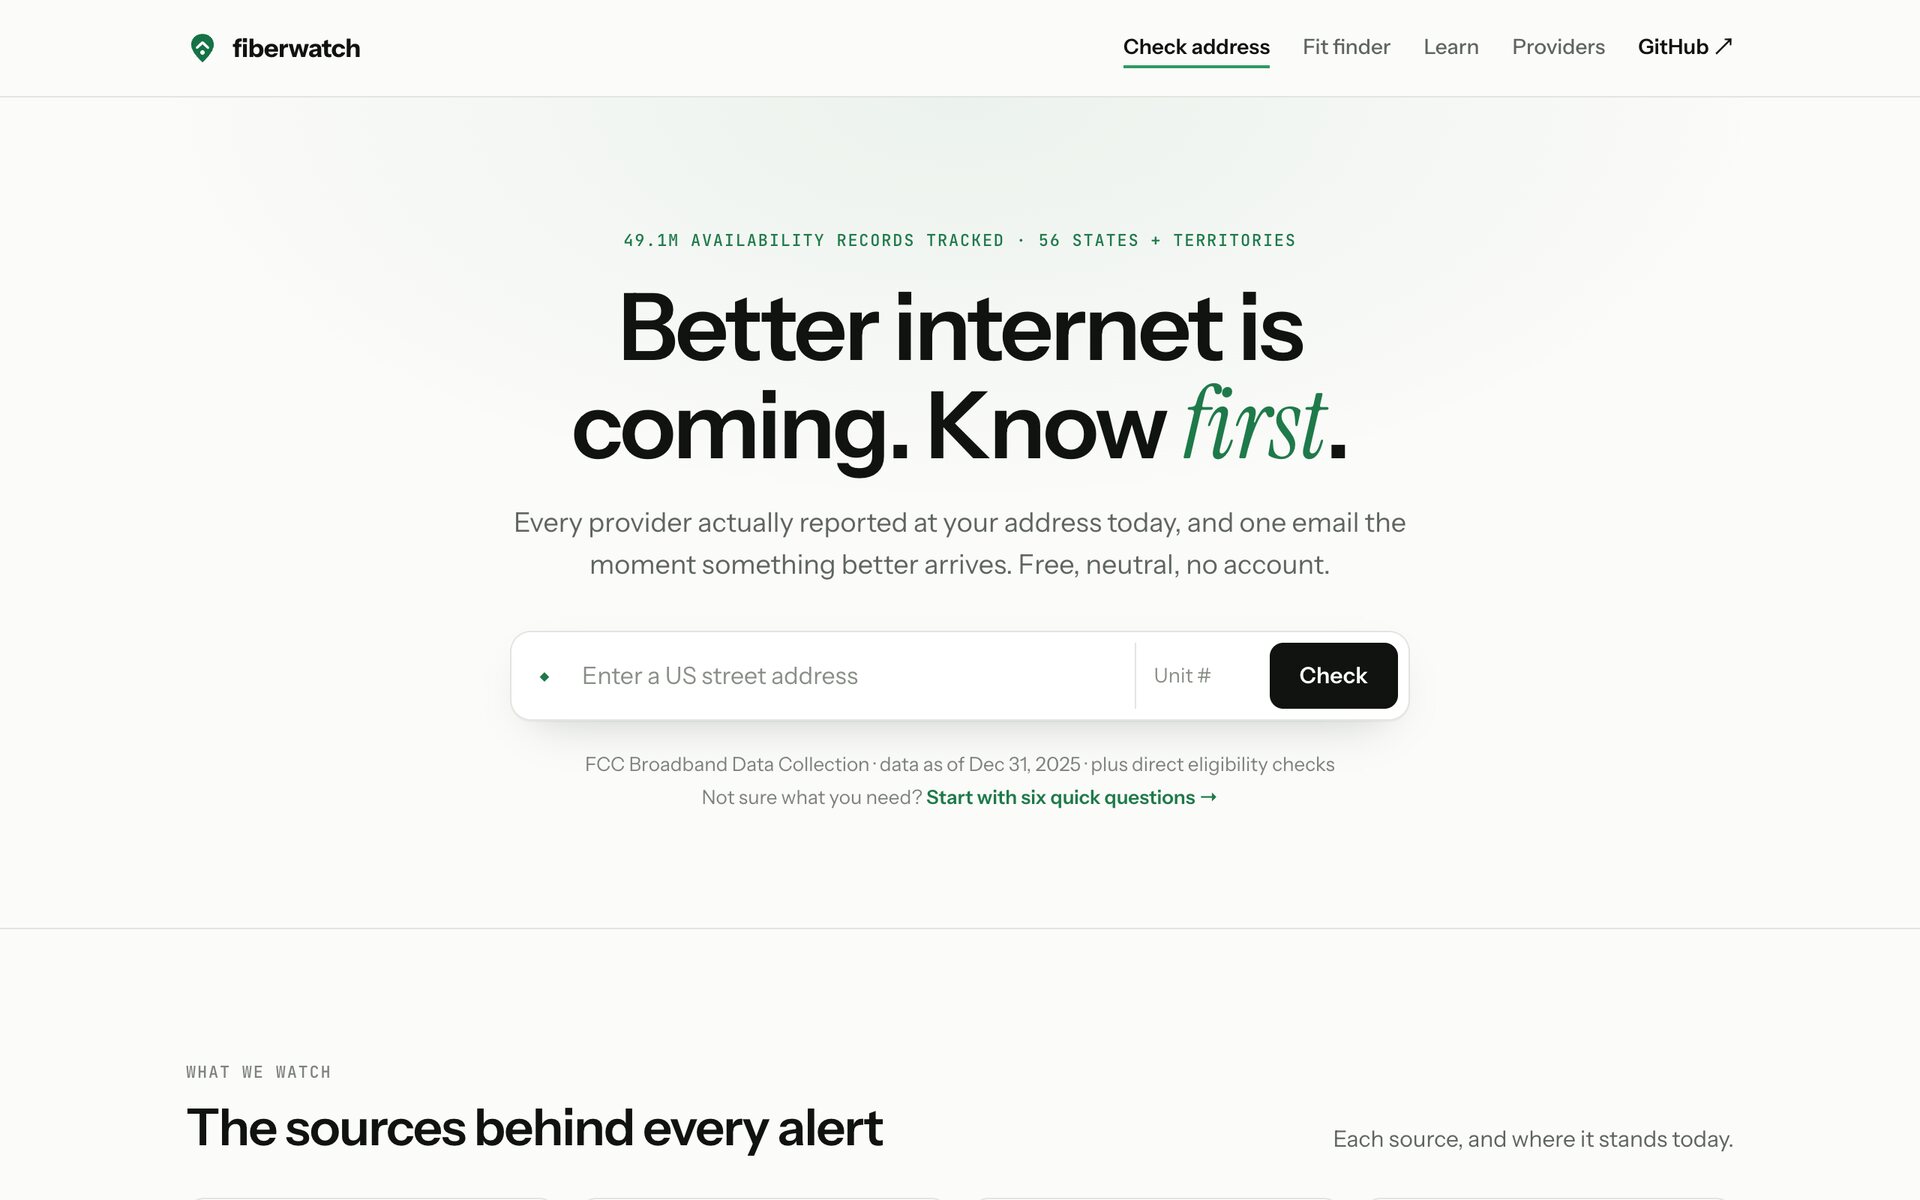 fiberwatch
Check address
Fit finder
Learn
Providers
GitHub ↗
49.1M AVAILABILITY RECORDS TRACKED · 56 STATES + TERRITORIES
Better internet is
coming. Know first.
Every provider actually reported at your address today, and one email the
moment something better arrives. Free, neutral, no account.
Enter a US street address
Unit #
Check
FCC Broadband Data Collection · data as of Dec 31, 2025 · plus direct eligibility checks
Not sure what you need? Start with six quick questions →
WHAT WE WATCH
The sources behind every alert
Each source, and where it stands today.